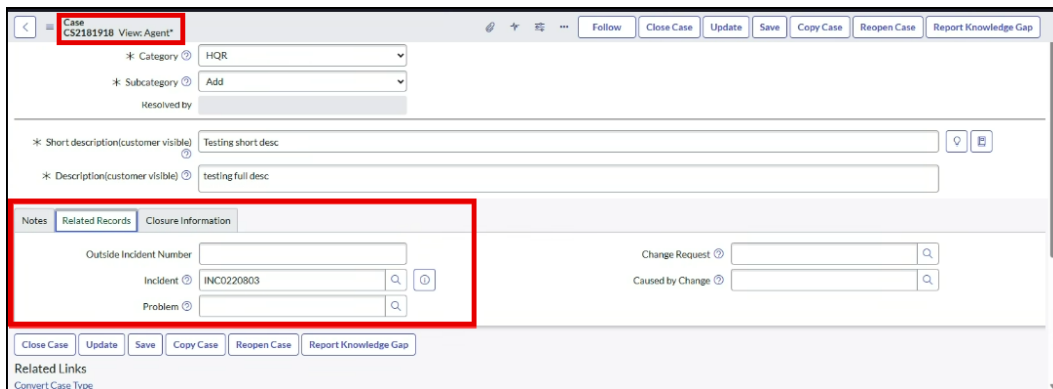 Case
CS2181918 View: Agent*
Follow
Close Case
Update
Save
Copy Case
Reopen Case
Report Knowledge Gap
Category
HQR
Subcategory
Add
Resolved by
Short description(customer visible)
Testing short desc
Description(customer visible)
testing full desc
Notes
Related Records
Closure Information
Outside Incident Number
Change Request
Incident
INC0220803
Caused by Change
Problem
Close Case
Update
Save
Copy Case
Reopen Case
Report Knowledge Gap
Related Links
Convert Case Type